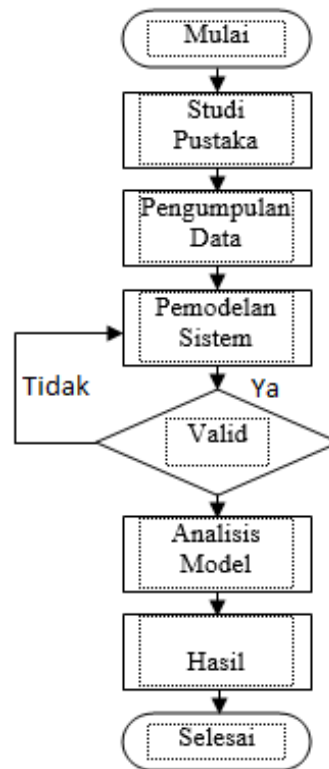 Mulai
Studi
Pustaka
Pengumpulan
Data
Pemodelan
Sistem
Tidak
Ya
Valid
Analisis
Model
Hasil
Selesai